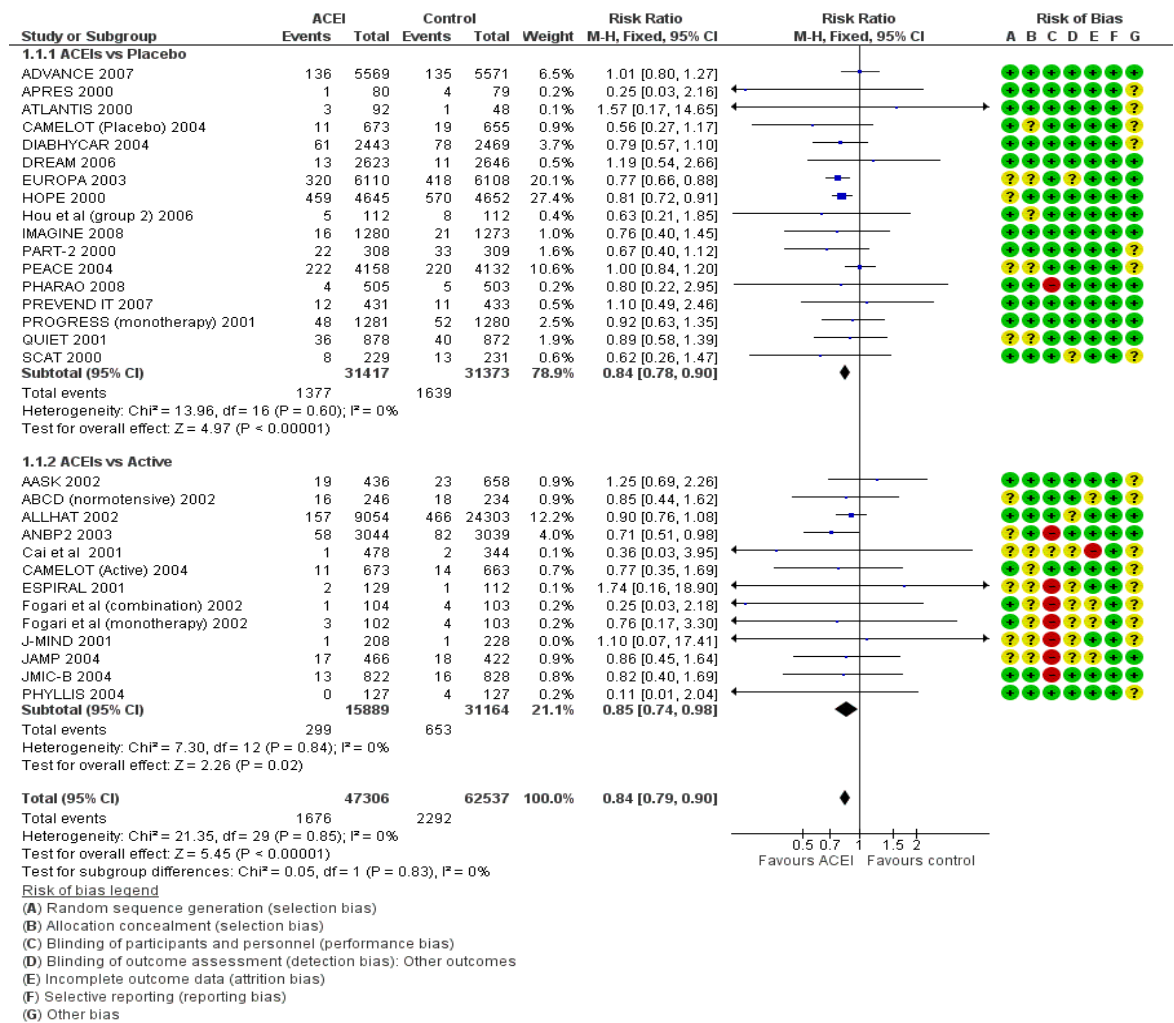 ACEI Control Risk Ratio Risk Ratio Risk of Bias
Study or Subgroup Events Total Events Total Weight M-H, Fixed, 95% CI M-H, Fixed, 95% CI A B C D E F G
1.1.1 ACEIs vs Placebo
ADVANCE 2007 136 5569 135 5571 6.5% 1.01 [0.80, 1.27] + + + + + + +
APRES 2000 1 80 4 79 0.2% 0.25 [0.03, 2.16] + + + + + + ?
ATLANTIS 2000 3 92 1 48 0.1% 1.57 [0.17, 14.65] + + + + + + ?
CAMELOT (Placebo) 2004 11 673 19 655 0.9% 0.56 [0.27, 1.17] + ? + + + + ?
DIABHYCAR 2004 61 2443 78 2469 3.7% 0.79 [0.57, 1.10] + + + + + + ?
DREAM 2006 13 2623 11 2646 0.5% 1.19 [0.54, 2.66] + + + + + + +
EUROPA 2003 320 6110 418 6108 20.1% 0.77 [0.66, 0.88] ? ? + ? + + +
HOPE 2000 459 4645 570 4652 27.4% 0.81 [0.72, 0.91] ? + + + + + +
Hou et al (group 2) 2006 5 112 8 112 0.4% 0.63 [0.21, 1.85] + ? + + + + +
IMAGINE 2008 16 1280 21 1273 1.0% 0.76 [0.40, 1.45] + + + + + + +
PART-2 2000 22 308 33 309 1.6% 0.67 [0.40, 1.12] + + + + + + ?
PEACE 2004 222 4158 220 4132 10.6% 1.00 [0.84, 1.20] ? ? + + + + ?
PHARAO 2008 4 505 5 503 0.2% 0.80 [0.22, 2.95] + + - + + + +
PREVEND IT 2007 12 431 11 433 0.5% 1.10 [0.49, 2.46] + + + + + + +
PROGRESS (monotherapy) 2001 48 1281 52 1280 2.5% 0.92 [0.63, 1.35] + + + + + + +
QUIET 2001 36 878 40 872 1.9% 0.89 [0.58, 1.39] ? ? + + + + ?
SCAT 2000 8 229 13 231 0.6% 0.62 [0.26, 1.47] + + + ? + + ?
Subtotal (95% CI) 31417 31373 78.9% 0.84 [0.78, 0.90]
Total events 1377 1639
Heterogeneity: Chi² = 13.96, df = 16 (P = 0.60); I² = 0%
Test for overall effect: Z = 4.97 (P < 0.00001)
1.1.2 ACEIs vs Active
AASK 2002 19 436 23 658 0.9% 1.25 [0.69, 2.26] + + + + + + ?
ABCD (normotensive) 2002 16 246 18 234 0.9% 0.85 [0.44, 1.62] ? + + + ? + +
ALLHAT 2002 157 9054 466 24303 12.2% 0.90 [0.76, 1.08] + + + ? + + +
ANBP2 2003 58 3044 82 3039 4.0% 0.71 [0.51, 0.98] ? + - + + + ?
Cai et al 2001 1 478 2 344 0.1% 0.36 [0.03, 3.95] ? ? ? ? - + ?
CAMELOT (Active) 2004 11 673 14 663 0.7% 0.77 [0.35, 1.69] + ? + + + + ?
ESPIRAL 2001 2 129 1 112 0.1% 1.74 [0.16, 18.90] ? ? - ? + + ?
Fogari et al (combination) 2002 1 104 4 103 0.2% 0.25 [0.03, 2.18] ? + - ? ? + ?
Fogari et al (monotherapy) 2002 3 102 4 103 0.2% 0.76 [0.17, 3.30] ? + - ? ? + ?
J-MIND 2001 1 208 1 228 0.0% 1.10 [0.07, 17.41] ? ? - ? + + ?
JAMP 2004 17 466 18 422 0.9% 0.86 [0.45, 1.64] ? ? - ? ? + +
JMIC-B 2004 13 822 16 828 0.8% 0.82 [0.40, 1.69] + + - + + + +
PHYLLIS 2004 0 127 4 127 0.2% 0.11 [0.01, 2.04] + + + + + + ?
Subtotal (95% CI) 15889 31164 21.1% 0.85 [0.74, 0.98]
Total events 299 653
Heterogeneity: Chi² = 7.30, df = 12 (P = 0.84); I² = 0%
Test for overall effect: Z = 2.26 (P = 0.02)
Total (95% CI) 47306 62537 100.0% 0.84 [0.79, 0.90]
Total events 1676 2292
Heterogeneity: Chi² = 21.35, df = 29 (P = 0.85); I² = 0%
Test for overall effect: Z = 5.45 (P < 0.00001)
Test for subgroup differences: Chi² = 0.05, df = 1 (P = 0.83), I² = 0%
0.5 0.7 1 1.5 2
Favours ACEI Favours control
Risk of bias legend
(A) Random sequence generation (selection bias)
(B) Allocation concealment (selection bias)
(C) Blinding of participants and personnel (performance bias)
(D) Blinding of outcome assessment (detection bias): Other outcomes
(E) Incomplete outcome data (attrition bias)
(F) Selective reporting (reporting bias)
(G) Other bias